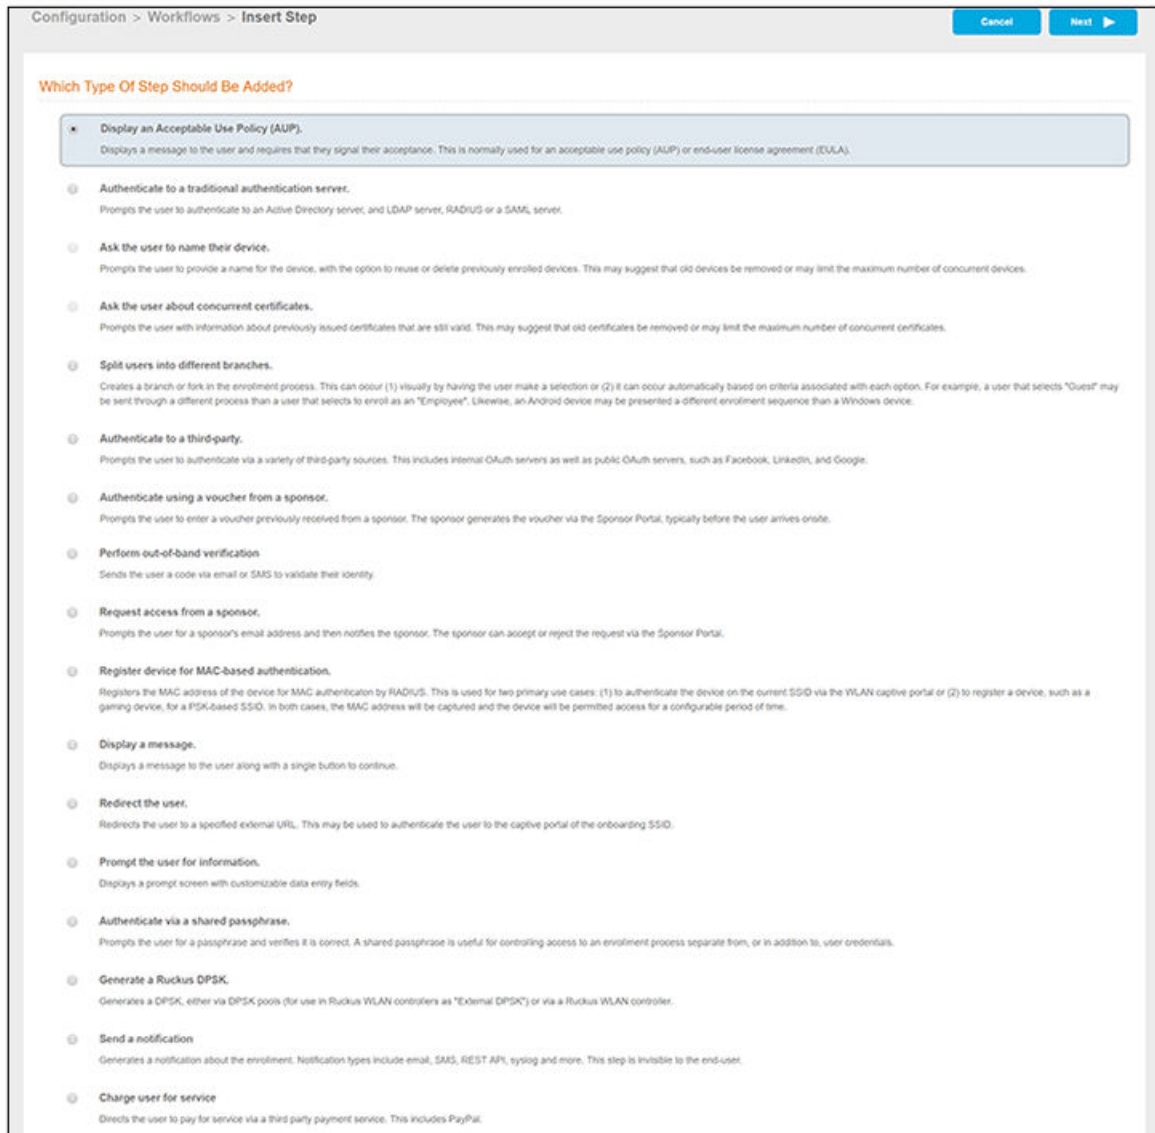 Configuration > Workflows > Insert Step
Cancel
Next
Which Type Of Step Should Be Added?
Display an Acceptable Use Policy (AUP).
Displays a message to the user and requires that they signal their acceptance. This is normally used for an acceptable use policy (AUP) or end-user license agreement (EULA).
Authenticate to a traditional authentication server.
Prompts the user to authenticate to an Active Directory server, and LDAP server, RADIUS or a SAML server.
Ask the user to name their device.
Prompts the user to provide a name for the device, with the option to reuse or delete previously enrolled devices. This may suggest that old devices be removed or may limit the maximum number of concurrent devices.
Ask the user about concurrent certificates.
Prompts the user with information about previously issued certificates that are still valid. This may suggest that old certificates be removed or may limit the maximum number of concurrent certificates.
Split users into different branches.
Creates a branch or fork in the enrollment process. This can occur (1) visually by having the user make a selection or (2) it can occur automatically based on criteria associated with each option. For example, a user that selects "Guest" may
be sent through a different process than a user that selects to enroll as an "Employee". Likewise, an Android device may be presented a different enrollment sequence than a Windows device.
Authenticate to a third-party.
Prompts the user to authenticate via a variety of third-party sources. This includes internal OAuth servers as well as public OAuth servers, such as Facebook, LinkedIn, and Google.
Authenticate using a voucher from a sponsor.
Prompts the user to enter a voucher previously received from a sponsor. The sponsor generates the voucher via the Sponsor Portal, typically before the user arrives onsite.
Perform out-of-band verification
Sends the user a code via email or SMS to validate their identity.
Request access from a sponsor.
Prompts the user for a sponsor's email address and then notifies the sponsor. The sponsor can accept or reject the request via the Sponsor Portal.
Register device for MAC-based authentication.
Registers the MAC address of the device for MAC authenticaton by RADIUS. This is used for two primary use cases: (1) to authenticate the device on the current SSID via the WLAN captive portal or (2) to register a device, such as a
gaming device, for a PSK-based SSID. In both cases, the MAC address will be captured and the device will be permitted access for a configurable period of time.
Display a message.
Displays a message to the user along with a single button to continue.
Redirect the user.
Redirects the user to a specified external URL. This may be used to authenticate the user to the captive portal of the onboarding SSID.
Prompt the user for information.
Displays a prompt screen with customizable data entry fields.
Authenticate via a shared passphrase.
Prompts the user for a passphrase and verifies it is correct. A shared passphrase is useful for controlling access to an enrollment process separate from, or in addition to, user credentials.
Generate a Ruckus DPSK.
Generates a DPSK, either via DPSK pools (for use in Ruckus WLAN controllers as "External DPSK") or via a Ruckus WLAN controller.
Send a notification
Generates a notification about the enrollment. Notification types include email, SMS, REST API, syslog and more. This step is invisible to the end-user.
Charge user for service
Directs the user to pay for service via a third party payment service. This includes PayPal.